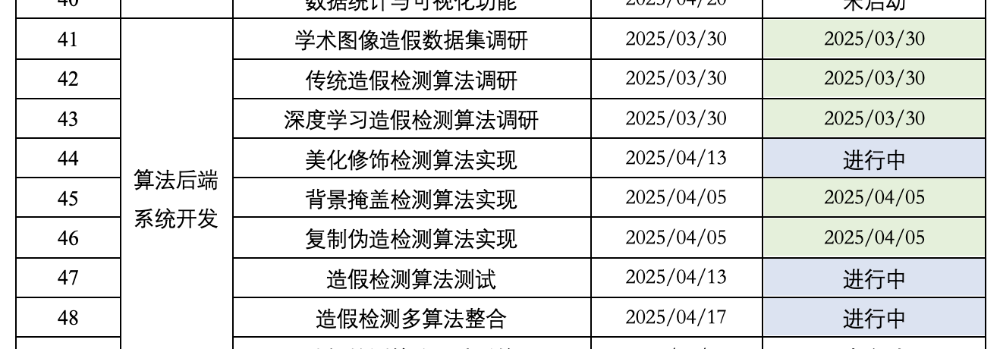 40 数据统计与可视化功能 2025/04/20 未启动
41 学术图像造假数据集调研 2025/03/30 2025/03/30
42 传统造假检测算法调研 2025/03/30 2025/03/30
43 深度学习造假检测算法调研 2025/03/30 2025/03/30
44 美化修饰检测算法实现 2025/04/13 进行中
算法后端
系统开发
45 背景掩盖检测算法实现 2025/04/05 2025/04/05
46 复制伪造检测算法实现 2025/04/05 2025/04/05
47 造假检测算法测试 2025/04/13 进行中
48 造假检测多算法整合 2025/04/17 进行中